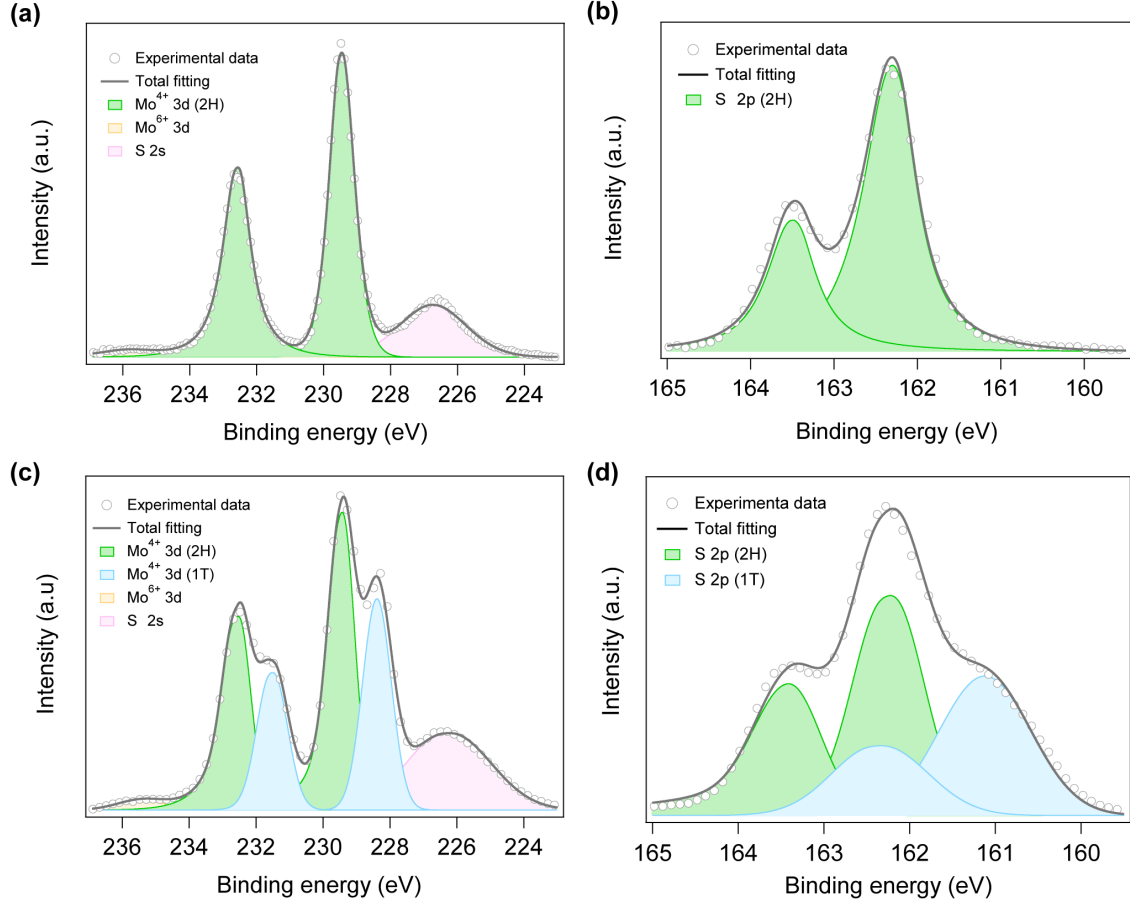 (a)
Experimental data
Total fitting
Mo4+ 3d (2H)
Mo6+ 3d
S 2s
Intensity (a.u.)
236 234 232 230 228 226 224
Binding energy (eV)
(b)
Experimental data
Total fitting
S 2p (2H)
Intensity (a.u.)
165 164 163 162 161 160
Binding energy (eV)
(c)
Experimental data
Total fitting
Mo4+ 3d (2H)
Mo4+ 3d (1T)
Mo6+ 3d
S 2s
Intensity (a.u)
236 234 232 230 228 226 224
Binding energy (eV)
(d)
Experimenta data
Total fitting
S 2p (2H)
S 2p (1T)
Intensity (a.u.)
165 164 163 162 161 160
Binding energy (eV)